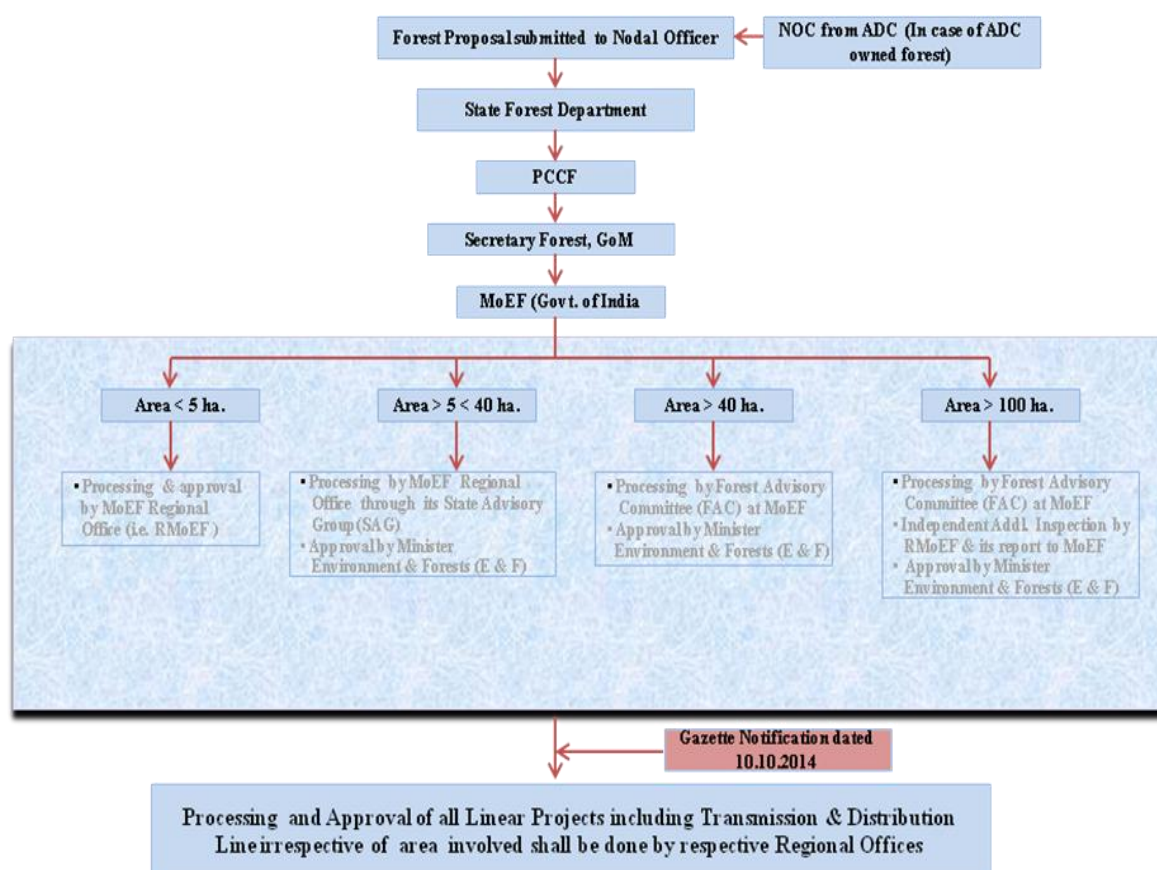 Forest Proposal submitted to Nodal Officer
NOC from ADC (In case of ADC
owned forest)
State Forest Department
PCCF
Secretary Forest, GoM
MoEF (Govt. of India
Area < 5 ha.
▪ Processing & approval
by MoEF Regional
Office (i.e. RMoEF)
Area > 5 < 40 ha.
▪ Processing by MoEF Regional
Office through its State Advisory
Group(SAG)
▪ Approval by Minister
Environment & Forests (E & F)
Area > 40 ha.
▪ Processing by Forest Advisory
Committee (FAC) at MoEF
▪ Approval by Minister
Environment & Forests (E & F)
Area > 100 ha.
▪ Processing by Forest Advisory
Committee (FAC) at MoEF
▪ Independent Addl. Inspection by
RMoEF & its report to MoEF
▪ Approval by Minister
Environment & Forests (E & F)
Gazette Notification dated
10.10.2014
Processing and Approval of all Linear Projects including Transmission & Distribution
Line irrespective of area involved shall be done by respective Regional Offices